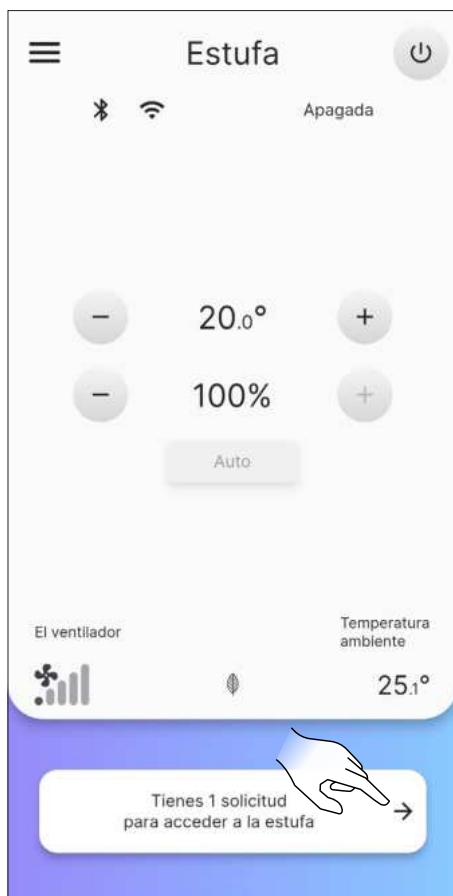 Estufa
Apagada
20.0°
100%
Auto
El ventilador
Temperatura
ambiente
25.1°
Tienes 1 solicitud
para acceder a la estufa